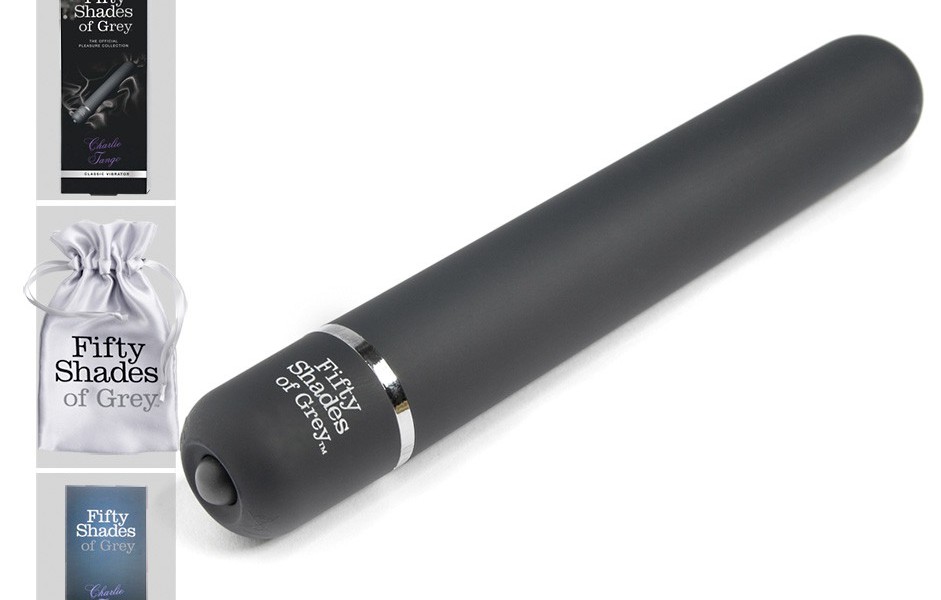 Fifty
Shades
of Grey
THE OFFICIAL
PLEASURE COLLECTION
Charlie
Tango
CLASSIC VIBRATOR
Fifty
Shades
of Grey
Fifty
Shades
of Grey
Charlie
Fifty
Shades
of Grey™